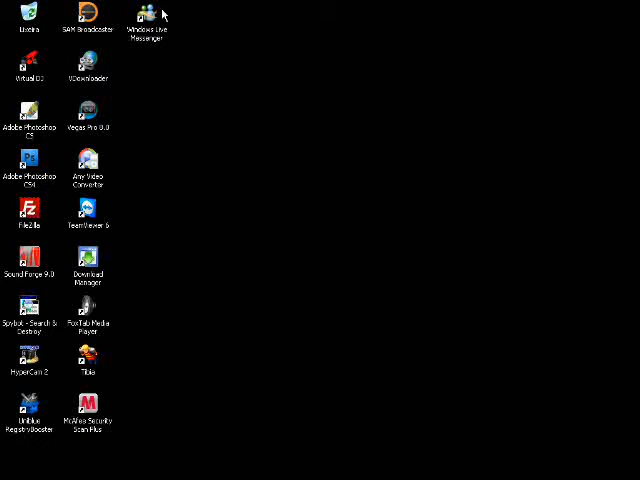 Lixeira
SAM Broadcaster
Windows Live
Messenger
Virtual DJ
VDownloader
Adobe Photoshop
CS
Vegas Pro 8.0
Adobe Photoshop
CS4
Any Video
Converter
FileZilla
TeamViewer 6
Sound Forge 9.0
Download
Manager
Spybot - Search &
Destroy
FoxTab Media
Player
HyperCam 2
Tibia
Uniblue
RegistryBooster
McAfee Security
Scan Plus